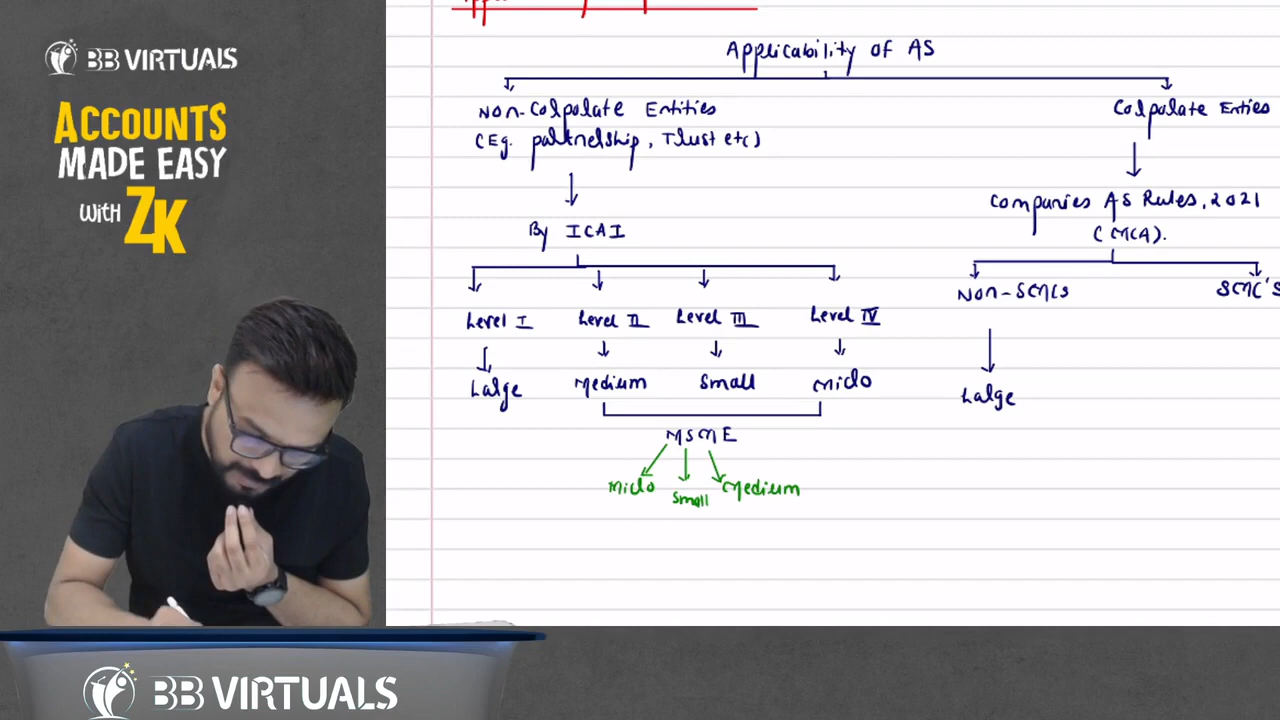 BB VIRTUALS
ACCOUNTS
MADE EASY
WITH ZK
Applicability of AS
Non-Corporate Entities
(Eg. partnership, Trust etc)
Corporate Enties
By ICAI
Companies AS Rules, 2021
(MCA).
Level I Level II Level III Level IV
Non-SMCs SMC's
Large Medium Small Micro
Large
MSME
Micro Small Medium
BB VIRTUALS